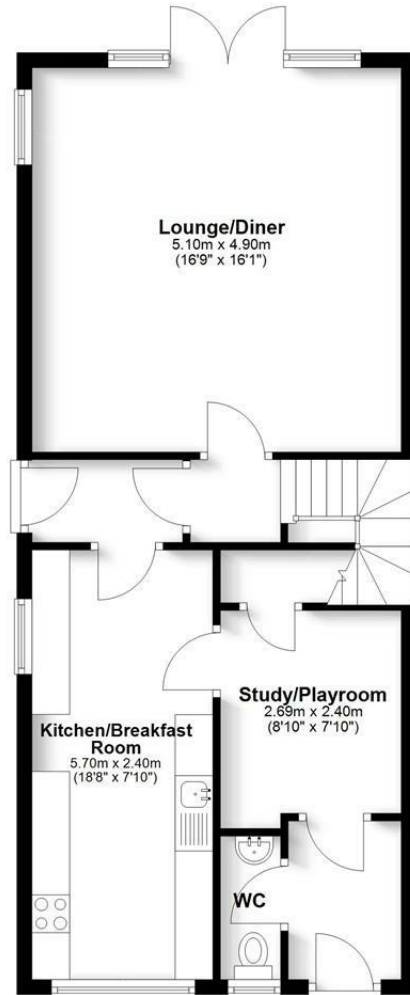 Lounge/Diner
5.10m x 4.90m
(16'9" x 16'1")
Study/Playroom
2.69m x 2.40m
(8'10" x 7'10")
Kitchen/Breakfast
Room
5.70m x 2.40m
(18'8" x 7'10")
WC